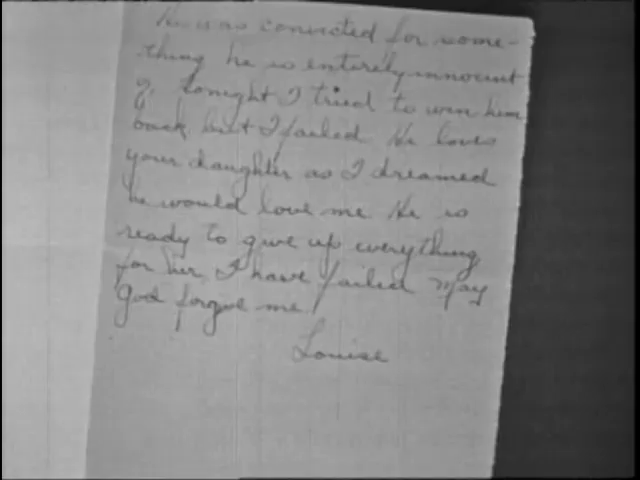 He was convicted for some-
thing he is entirely innocent
of. Tonight I tried to win him
back but I failed. He loves
your daughter as I dreamed
he would love me. He is
ready to give up everything
for her. I have failed. May
God forgive me!
Louise